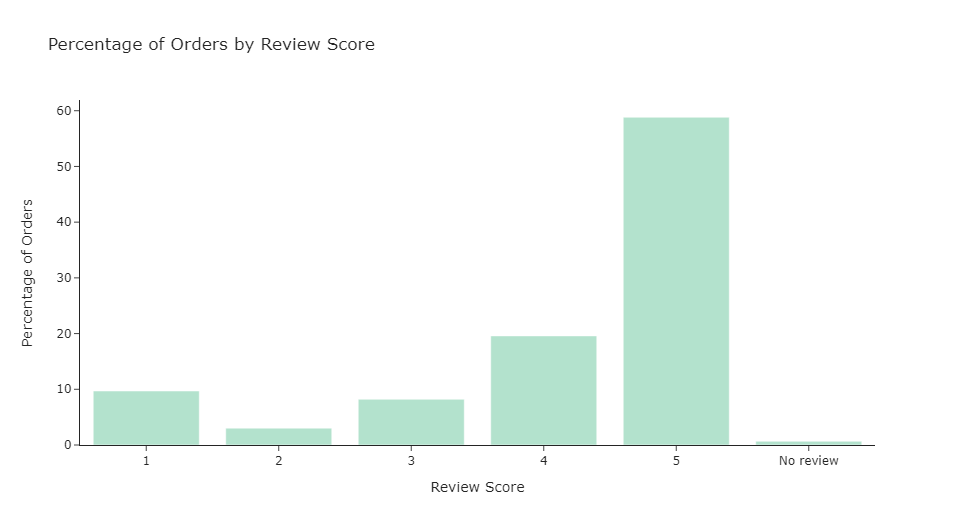 Percentage of Orders by Review Score
Percentage of Orders
60
50
40
30
20
10
0
1 2 3 4 5 No review
Review Score